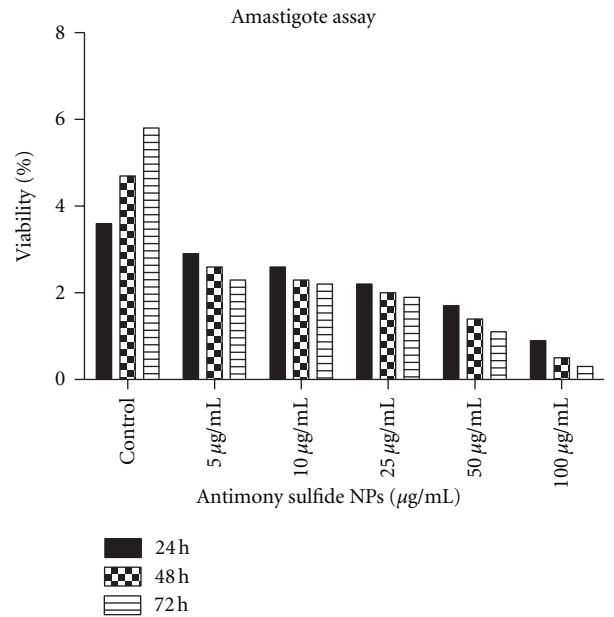 Amastigote assay
8
6
4
2
0
Viability (%)
Control
5 μg/mL
10 μg/mL
25 μg/mL
50 μg/mL
100 μg/mL
Antimony sulfide NPs (μg/mL)
24 h
48 h
72 h